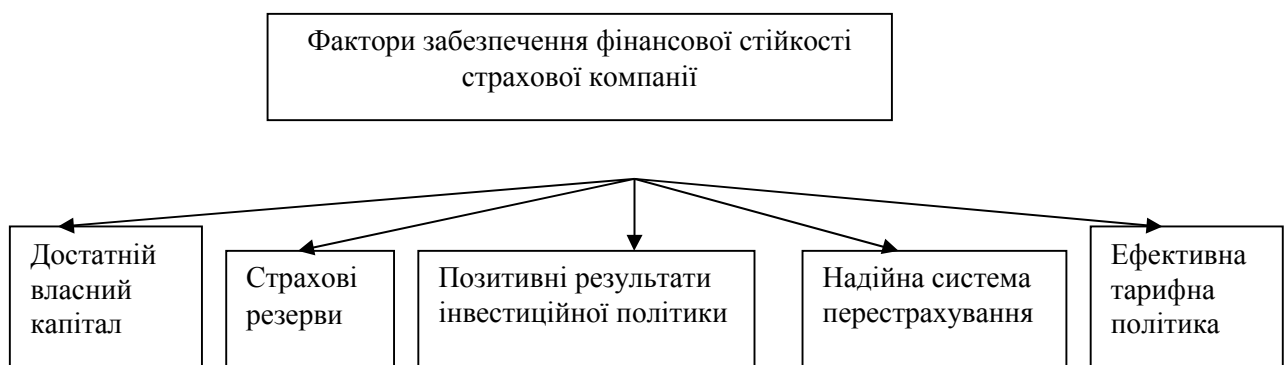 Фактори забезпечення фінансової стійкості
страхової компанії
Достатній
власний
капітал
Страхові
резерви
Позитивні результати
інвестиційної політики
Надійна система
перестрахування
Ефективна
тарифна
політика